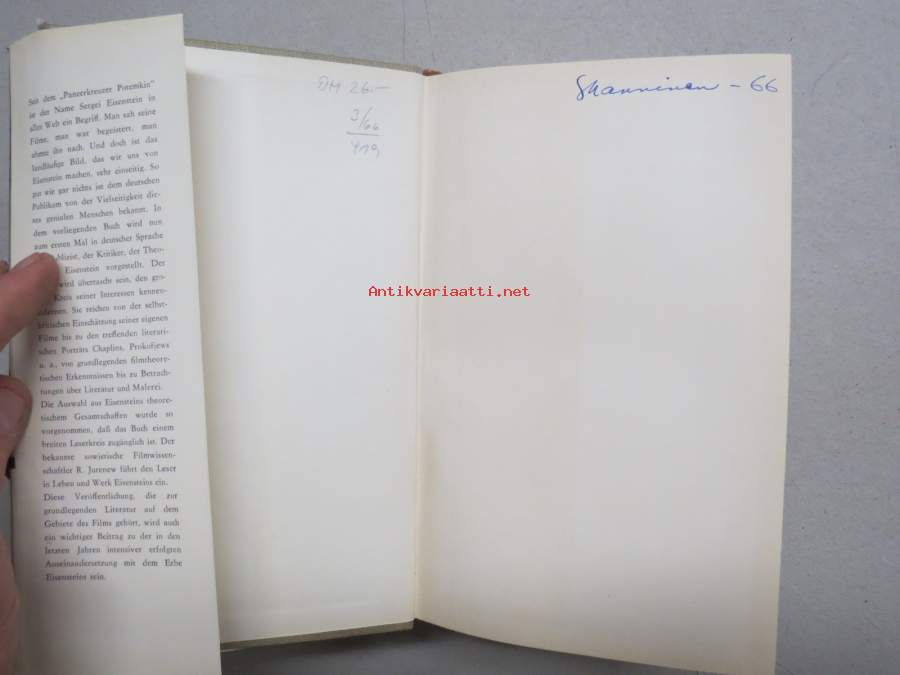 Seit dem „Panzerkreuzer Potemkin"
ist der Name Sergei Eisenstein in
aller Welt ein Begriff. Man sah seine
Filme, man war begeistert, man
ahmte ihn nach. Und doch ist das
landläufige Bild, das wir uns von
Eisenstein machen, sehr einseitig. So
gut wie gar nichts ist dem deutschen
Publikum von der Vielseitigkeit die-
ses genialen Menschen bekannt. In
dem vorliegenden Buch wird nun
zum ersten Mal in deutscher Sprache
blizist, der Kritiker, der Theo-
Eisenstein vorgestellt. Der
wird überrascht sein, den gro-
Kreis seiner Interessen kennen-
zulernen. Sie reichen von der selbst-
kritischen Einschätzung seiner eigenen
Filme bis zu den treffenden literari-
schen Porträts Chaplins, Prokofjews
u. a., von grundlegenden filmtheore-
tischen Erkenntnissen bis zu Betrach-
tungen über Literatur und Malerei.
Die Auswahl aus Eisensteins theore-
tischem Gesamtschaffen wurde so
vorgenommen, daß das Buch einem
breiten Leserkreis zugänglich ist. Der
bekannte sowjetische Filmwissen-
schaftler R. Jurenew führt den Leser
in Leben und Werk Eisensteins ein.
Diese Veröffentlichung, die zur
grundlegenden Literatur auf dem
Gebiete des Films gehört, wird auch
ein wichtiger Beitrag zu der in den
letzten Jahren intensiver erfolgten
Auseinandersetzung mit dem Erbe
Eisensteins sein.
DM 26.-
3/66
– 66
Antikvariaatti.net